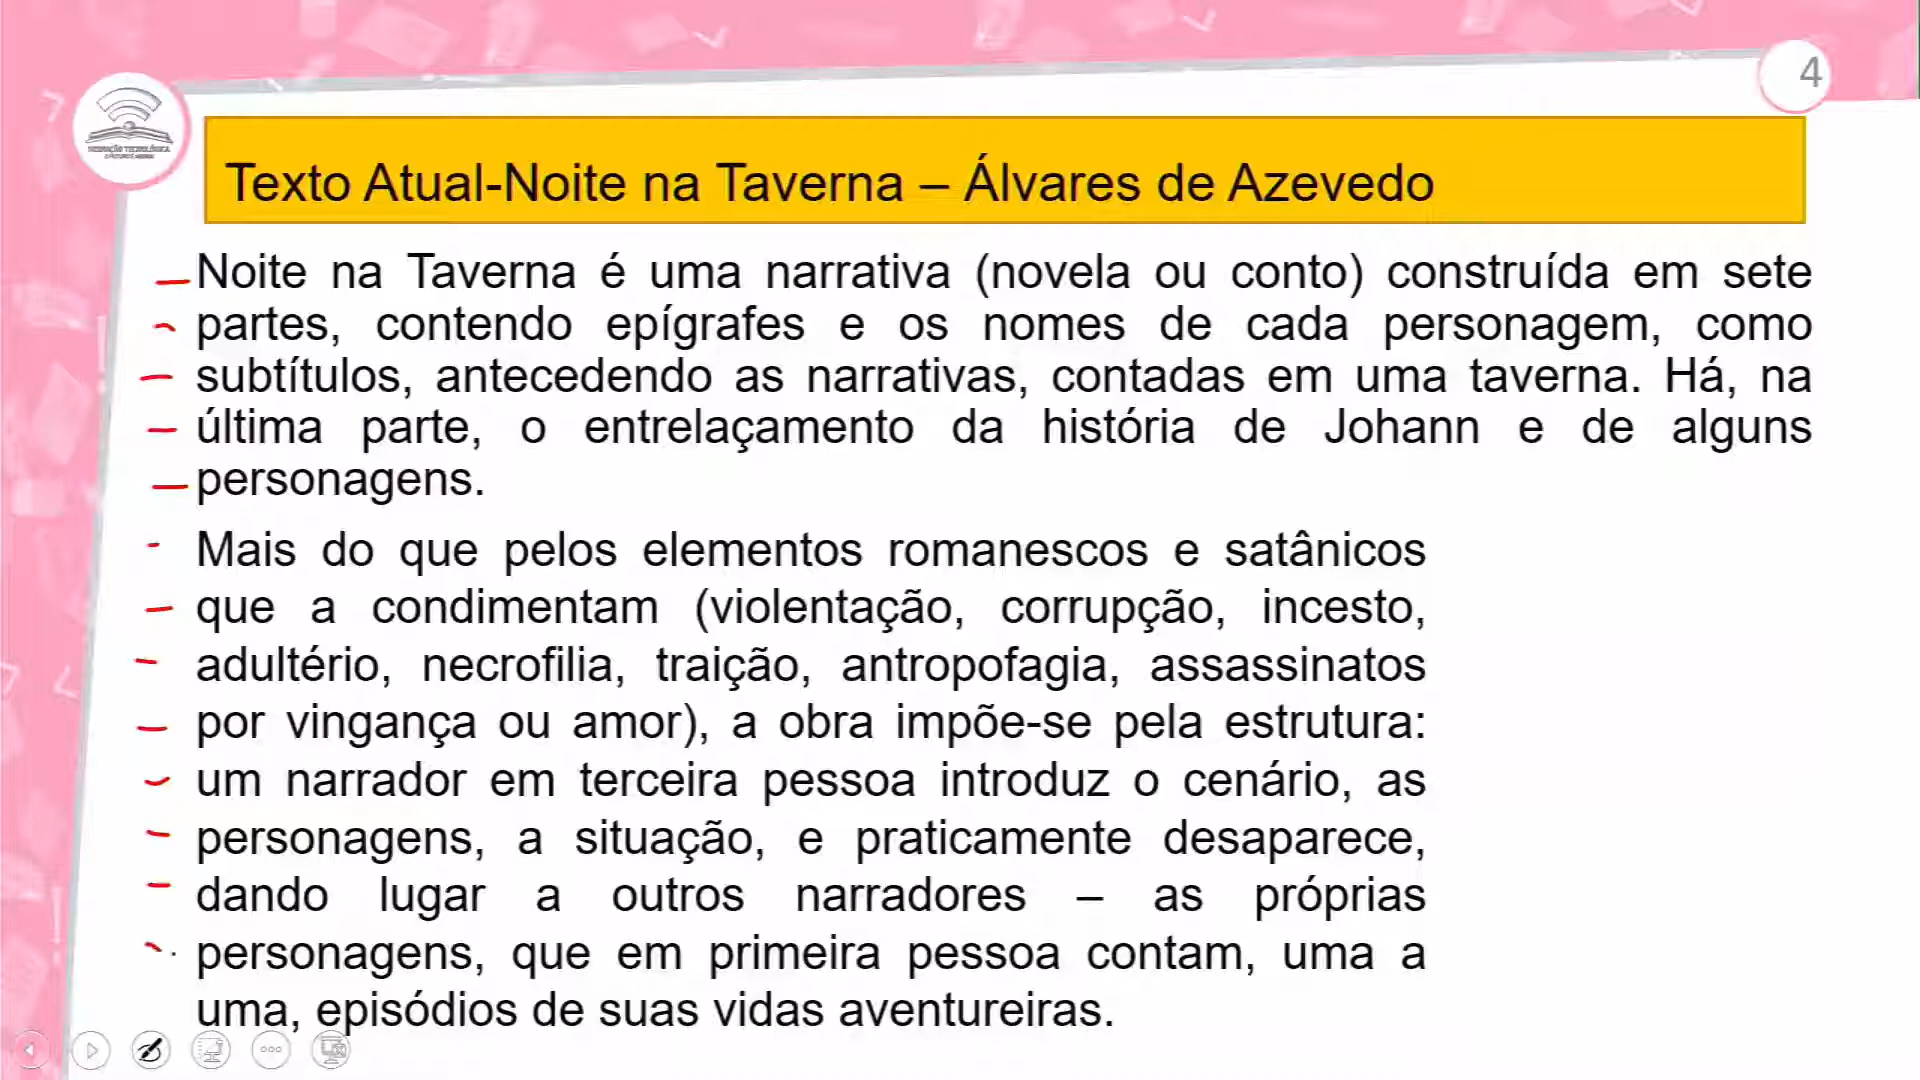 4
MEDIAÇÃO TECNOLÓGICA
Texto Atual-Noite na Taverna – Álvares de Azevedo
Noite na Taverna é uma narrativa (novela ou conto) construída em sete
partes, contendo epígrafes e os nomes de cada personagem, como
subtítulos, antecedendo as narrativas, contadas em uma taverna. Há, na
última parte, o entrelaçamento da história de Johann e de alguns
personagens.
Mais do que pelos elementos romanescos e satânicos
que a condimentam (violentação, corrupção, incesto,
adultério, necrofilia, traição, antropofagia, assassinatos
por vingança ou amor), a obra impõe-se pela estrutura:
um narrador em terceira pessoa introduz o cenário, as
personagens, a situação, e praticamente desaparece,
dando lugar a outros narradores – as próprias
personagens, que em primeira pessoa contam, uma a
uma, episódios de suas vidas aventureiras.